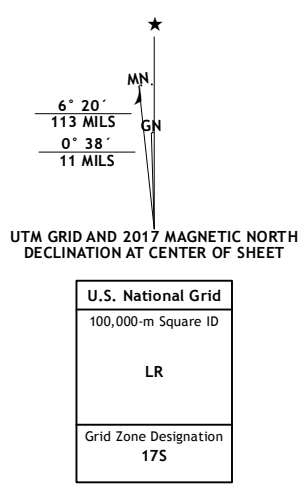 MN.
6° 20´
113 MILS
GN
0° 38´
11 MILS
UTM GRID AND 2017 MAGNETIC NORTH
DECLINATION AT CENTER OF SHEET
U.S. National Grid
100,000-m Square ID
LR
Grid Zone Designation
17S